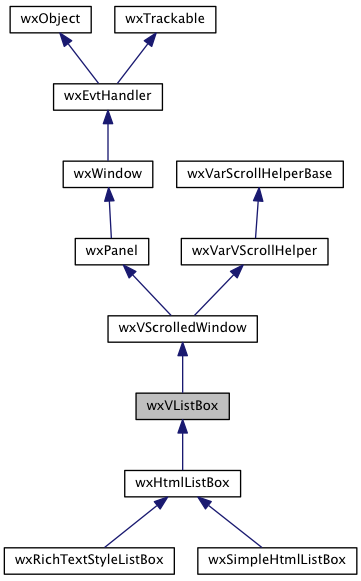 wxObject
wxTrackable
wxEvtHandler
wxWindow
wxVarScrollHelperBase
wxPanel
wxVarVScrollHelper
wxVScrolledWindow
wxVListBox
wxHtmlListBox
wxRichTextStyleListBox
wxSimpleHtmlListBox